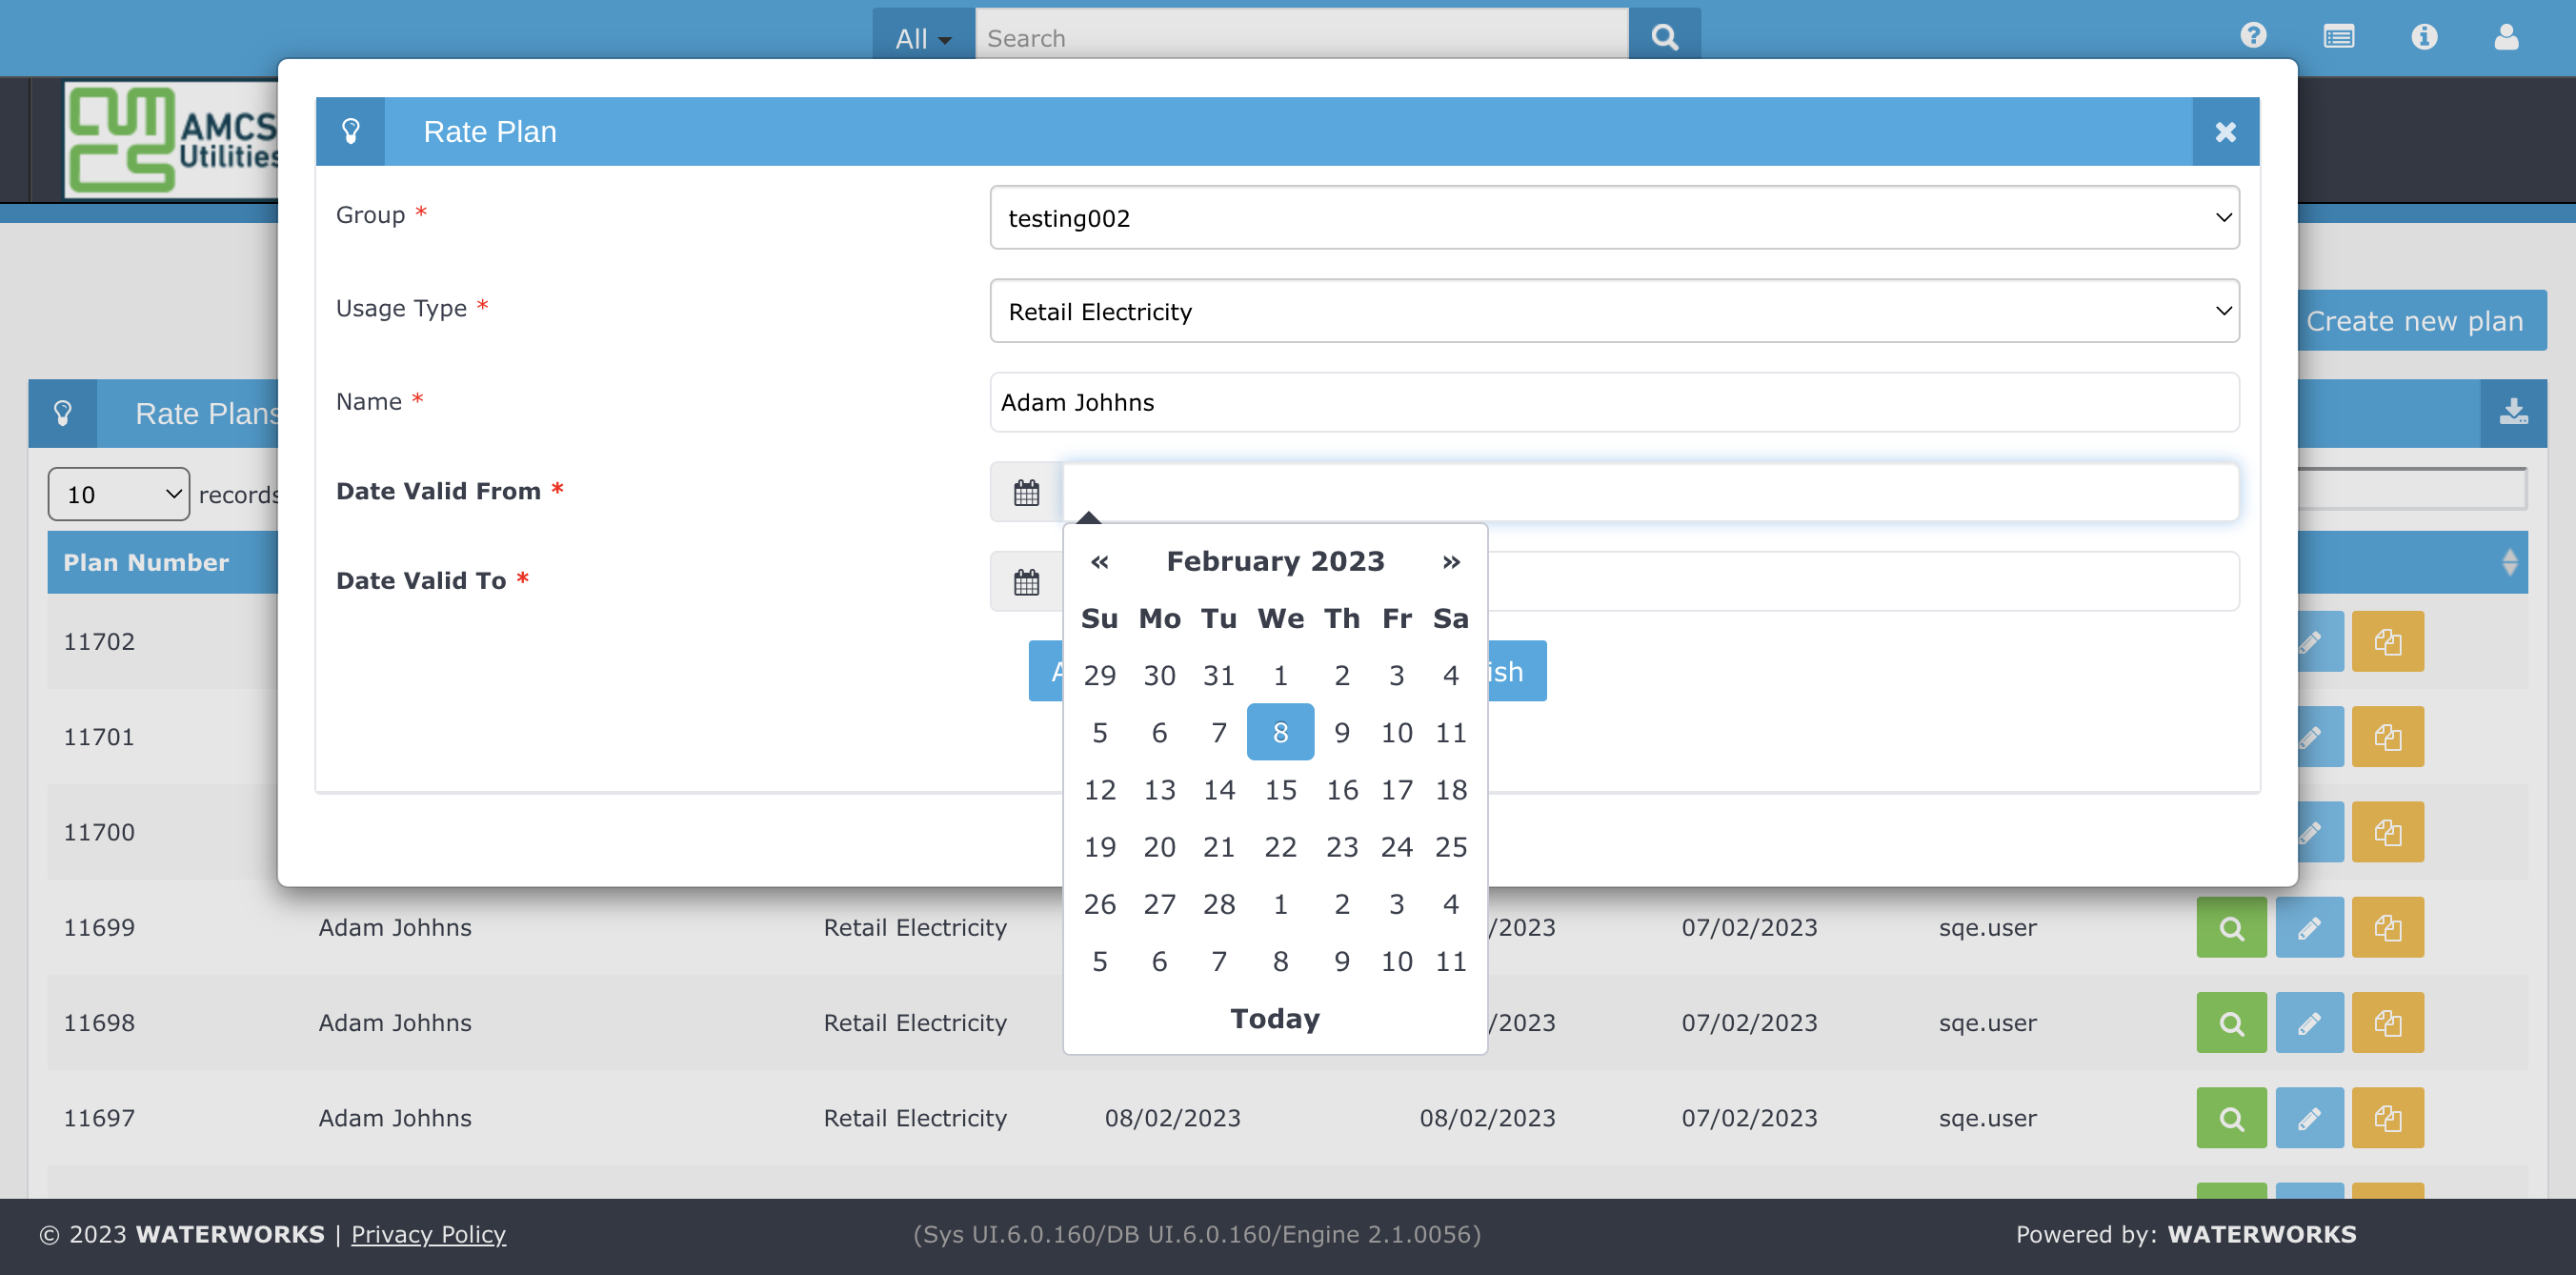 All
Search
AMCS
Utilities
Rate Plan
Group *
testing002
Usage Type *
Retail Electricity
Create new plan
Name *
Adam Johhns
Rate Plans
Date Valid From *
10
records
Plan Number
Date Valid To *
« February 2023 »
Su Mo Tu We Th Fr Sa
29 30 31 1 2 3 4
5 6 7 8 9 10 11
12 13 14 15 16 17 18
19 20 21 22 23 24 25
26 27 28 1 2 3 4
5 6 7 8 9 10 11
Today
A
ish
11702
11701
11700
11699 Adam Johhns Retail Electricity /2023 07/02/2023 sqe.user
11698 Adam Johhns Retail Electricity /2023 07/02/2023 sqe.user
11697 Adam Johhns Retail Electricity 08/02/2023 08/02/2023 07/02/2023 sqe.user
© 2023 WATERWORKS | Privacy Policy
(Sys UI.6.0.160/DB UI.6.0.160/Engine 2.1.0056)
Powered by: WATERWORKS